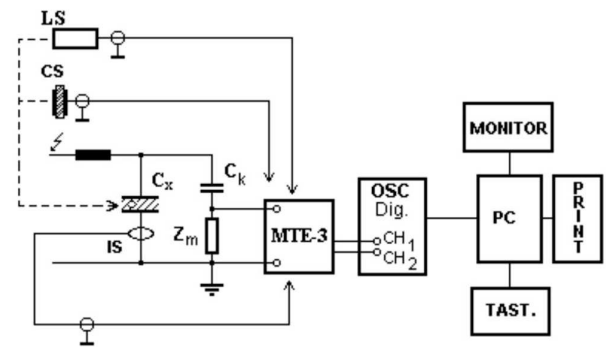 LS
CS
Cx
Ck
IS
Zm
MTE-3
OSC
Dig.
CH1
CH2
MONITOR
PC
PRINT
TAST.